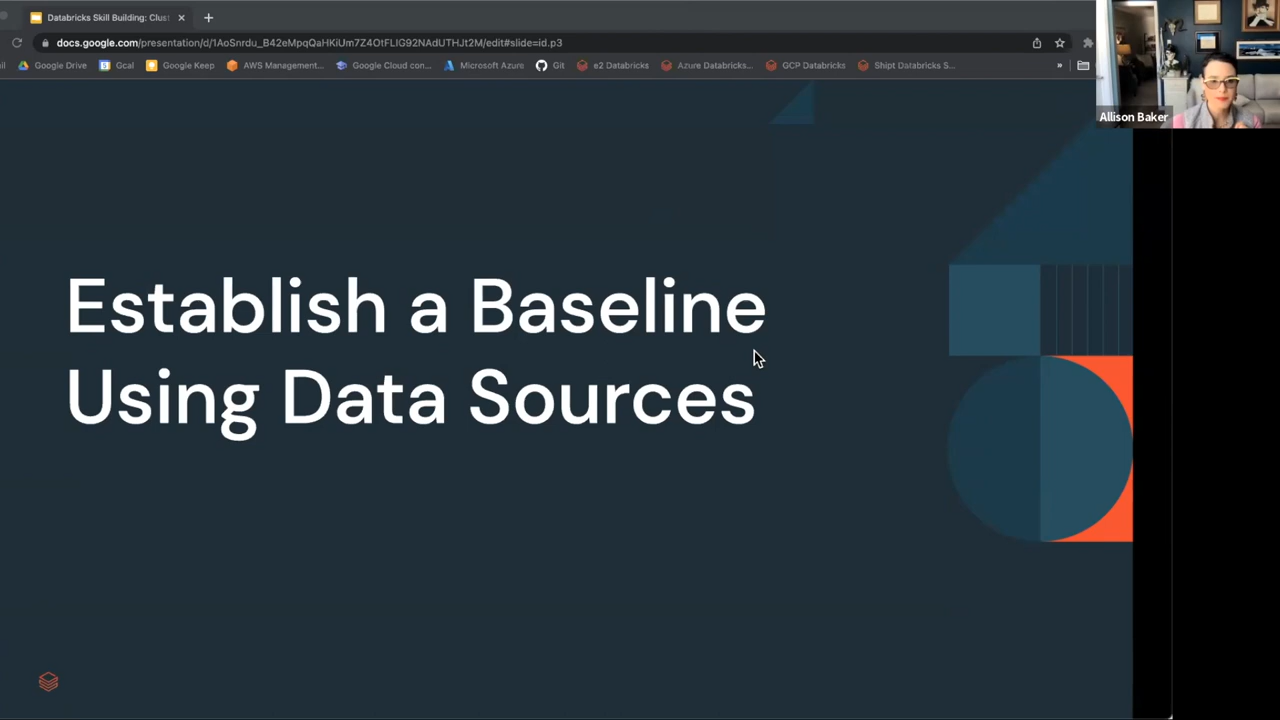 Databricks Skill Building: Clust
docs.google.com/presentation/d/1AoSnrdu_B42eMpqQaHKiUm7Z4OtFLIG92NAdUTHJt2M/edit#slide=id.p3
Google Drive Gcal Google Keep AWS Management... Google Cloud con... Microsoft Azure Git e2 Databricks Azure Databricks... GCP Databricks Shipt Databricks S... »
Allison Baker
Establish a Baseline
Using Data Sources